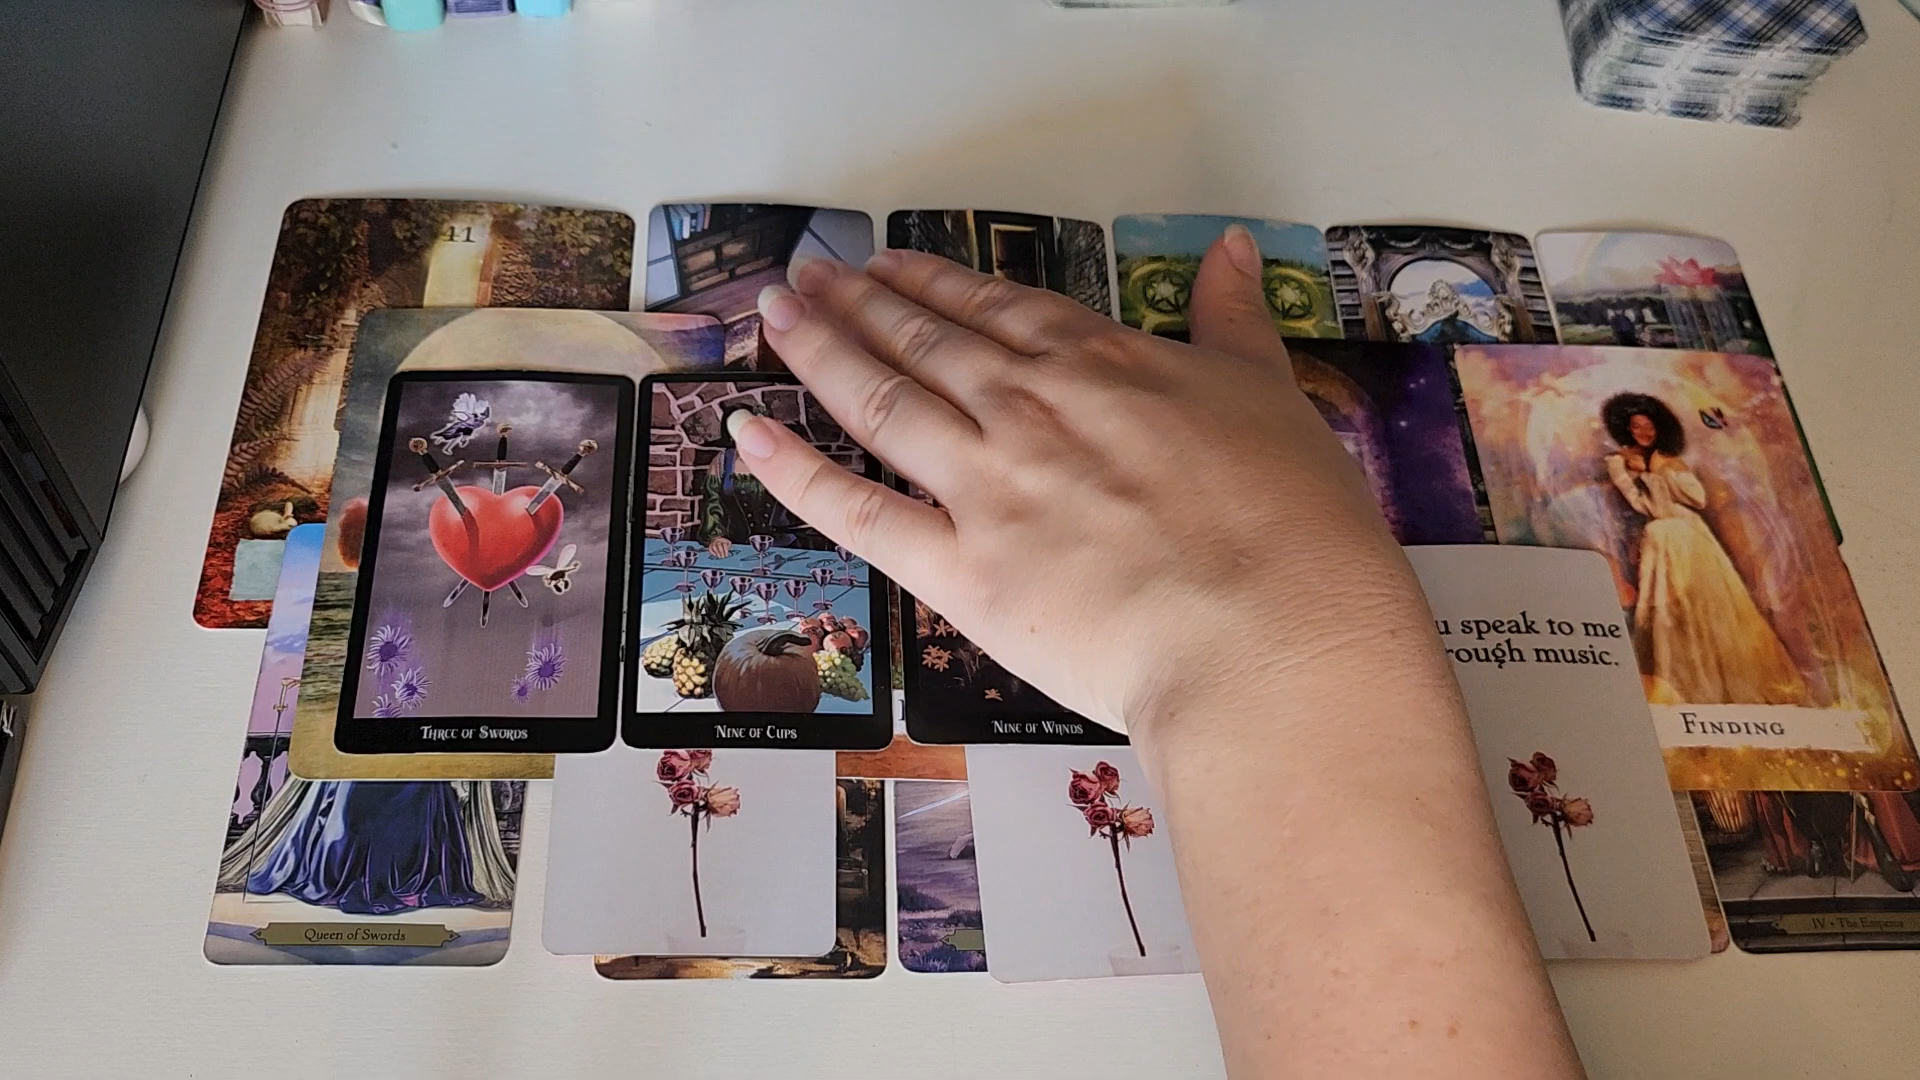 41
Three of Swords
Nine of Cups
Nine of Wands
u speak to me
rough music.
Finding
Queen of Swords
IV • The Emperor